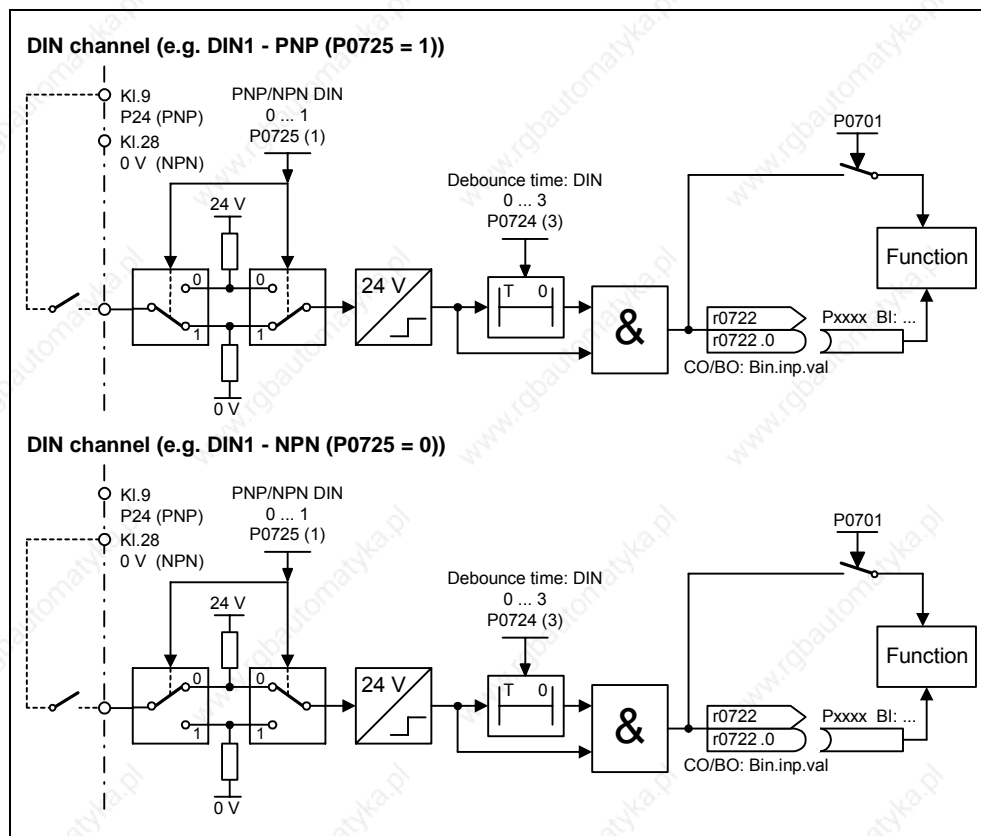 DIN channel (e.g. DIN1 - PNP (P0725 = 1))
Kl.9
P24 (PNP)
Kl.28
0 V (NPN)
PNP/NPN DIN
0 ... 1
P0725 (1)
24 V
0
0
1
1
0 V
24 V
Debounce time: DIN
0 ... 3
P0724 (3)
T 0
&
P0701
Function
r0722
r0722 .0
Pxxxx BI: ...
CO/BO: Bin.inp.val
DIN channel (e.g. DIN1 - NPN (P0725 = 0))
Kl.9
P24 (PNP)
Kl.28
0 V (NPN)
PNP/NPN DIN
0 ... 1
P0725 (1)
24 V
0
0
1
1
0 V
24 V
Debounce time: DIN
0 ... 3
P0724 (3)
T 0
&
P0701
Function
r0722
r0722 .0
Pxxxx BI: ...
CO/BO: Bin.inp.val
www.rgbautomatyka.pl